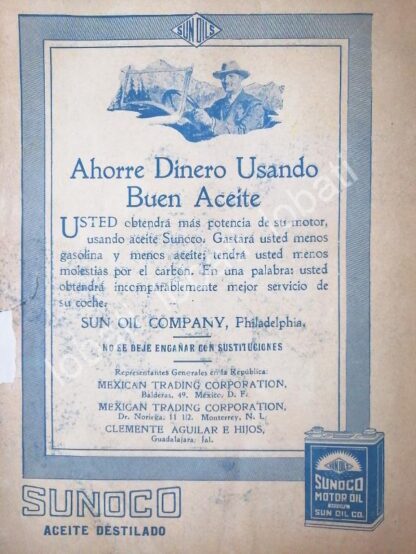 SUN OILS
Ahorre Dinero Usando
Buen Aceite
USTED obtendrá más potencia de su motor,
usando aceite Sunoco. Gastará usted menos
gasolina y menos aceite; tendrá usted menos
molestias por el carbón. En una palabra: usted
obtendrá incomparablemente mejor servicio de
su coche.
SUN OIL COMPANY, Philadelphia.
NO SE DEJE ENGAÑAR CON SUSTITUCIONES
Representantes Generales en la República:
MEXICAN TRADING CORPORATION,
Balderas, 49. México, D. F.
MEXICAN TRADING CORPORATION,
Dr. Noriega, 11 1/2. Monterrey, N. L.
CLEMENTE AGUILAR E HIJOS,
Guadalajara, Jal.
SUN OILS
SUNOCO
MOTOR OIL
SUN OIL CO.
SUNOCO
ACEITE DESTILADO